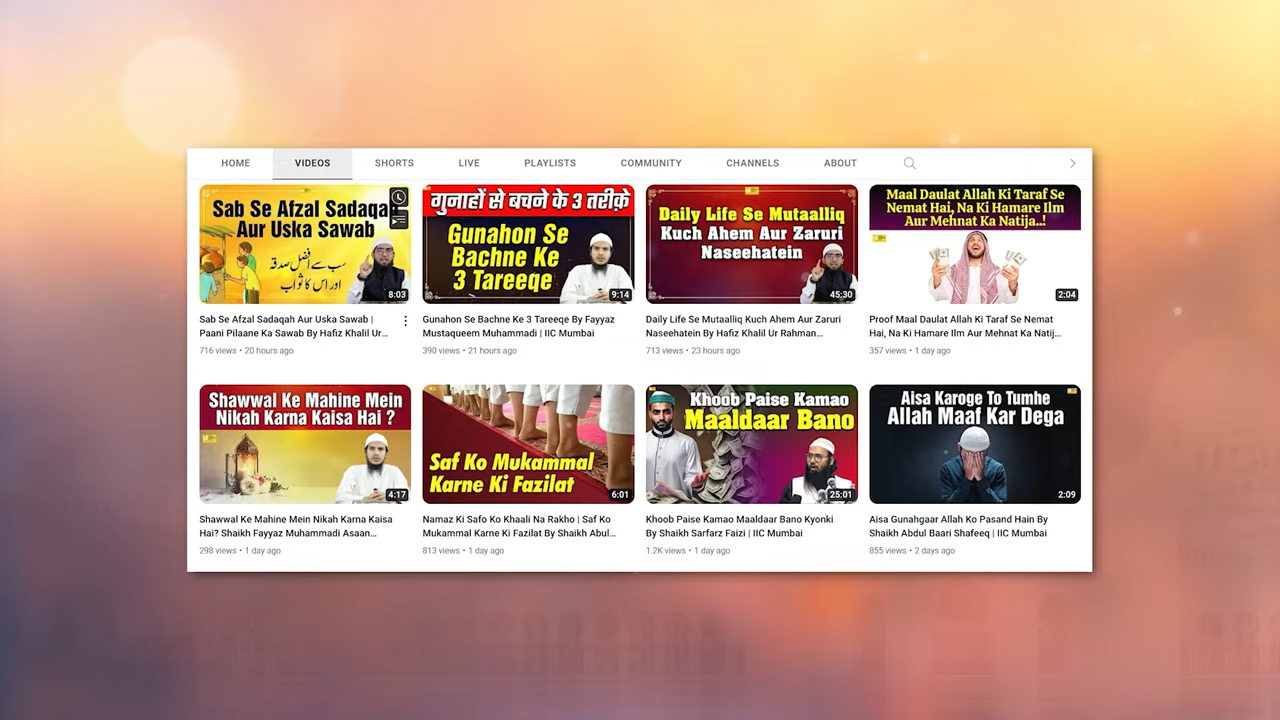 HOME VIDEOS SHORTS LIVE PLAYLISTS COMMUNITY CHANNELS ABOUT
Sab Se Afzal Sadaqah
Aur Uska Sawab
سب سے افضل صدقہ
اور اس کا ثواب
8:03
गुनाहों से बचने के 3 तरीक़े
Gunahon Se
Bachne Ke
3 Tareeqe
9:14
Daily Life Se Mutaalliq
Kuch Ahem Aur Zaruri
Naseehatein
45:30
Maal Daulat Allah Ki Taraf Se
Nemat Hai, Na Ki Hamare Ilm
Aur Mehnat Ka Natija..!
2:04
Sab Se Afzal Sadaqah Aur Uska Sawab |
Paani Pilaane Ka Sawab By Hafiz Khalil Ur...
716 views • 20 hours ago
Gunahon Se Bachne Ke 3 Tareeqe By Fayyaz
Mustaqueem Muhammadi | IIC Mumbai
390 views • 21 hours ago
Daily Life Se Mutaalliq Kuch Ahem Aur Zaruri
Naseehatein By Hafiz Khalil Ur Rahman...
713 views • 23 hours ago
Proof Maal Daulat Allah Ki Taraf Se Nemat
Hai, Na Ki Hamare Ilm Aur Mehnat Ka Natij...
357 views • 1 day ago
Shawwal Ke Mahine Mein
Nikah Karna Kaisa Hai ?
4:17
Saf Ko Mukammal
Karne Ki Fazilat
6:01
Khoob Paise Kamao
Maaldaar Bano
25:01
Aisa Karoge To Tumhe
Allah Maaf Kar Dega
2:09
Shawwal Ke Mahine Mein Nikah Karna Kaisa
Hai? Shaikh Fayyaz Muhammadi Asaan...
298 views • 1 day ago
Namaz Ki Safo Ko Khaali Na Rakho | Saf Ko
Mukammal Karne Ki Fazilat By Shaikh Abul...
813 views • 1 day ago
Khoob Paise Kamao Maaldaar Bano Kyonki
By Shaikh Sarfarz Faizi | IIC Mumbai
1.2K views • 1 day ago
Aisa Gunahgaar Allah Ko Pasand Hain By
Shaikh Abdul Baari Shafeeq | IIC Mumbai
855 views • 2 days ago